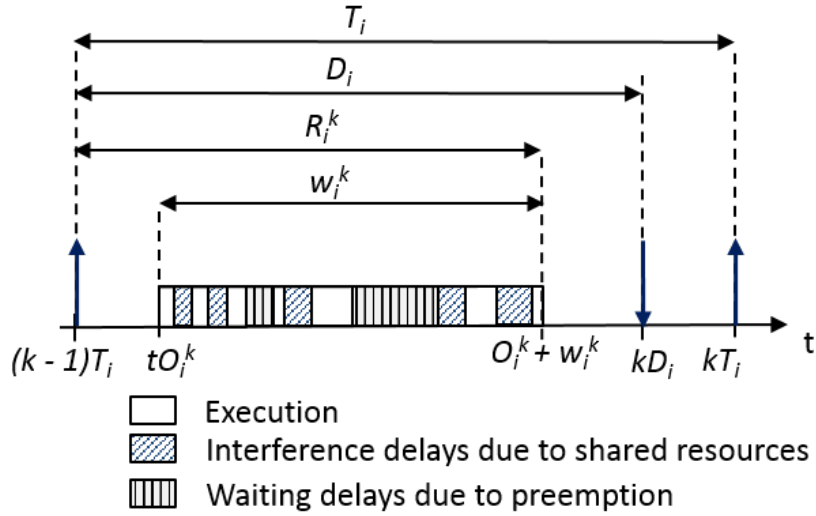 T_i
D_i
R_i^k
w_i^k
(k - 1)T_i tO_i^k O_i^k + w_i^k kD_i kT_i t
Execution
Interference delays due to shared resources
Waiting delays due to preemption